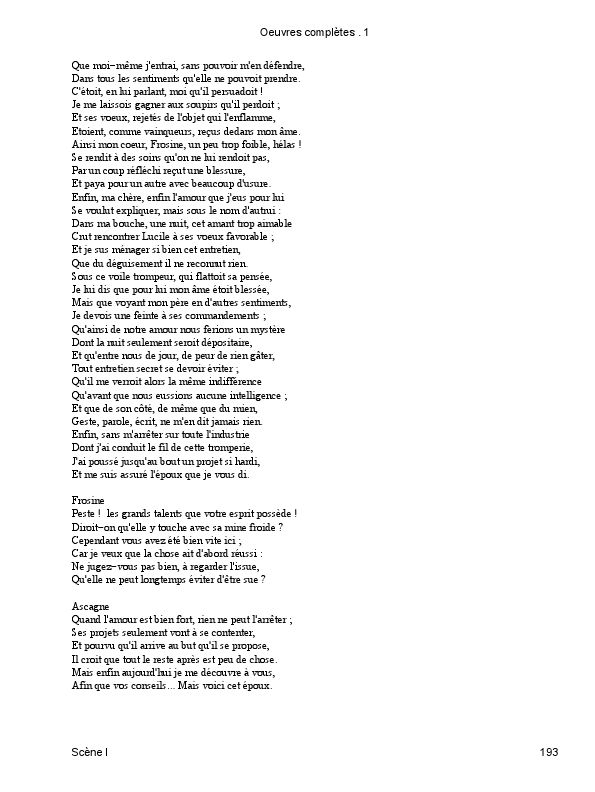 Oeuvres complètes . 1
Que moi−même j'entrai, sans pouvoir m'en défendre,
Dans tous les sentiments qu'elle ne pouvoit prendre.
C'étoit, en lui parlant, moi qu'il persuadoit !
Je me laissois gagner aux soupirs qu'il perdoit ;
Et ses voeux, rejetés de l'objet qui l'enflamme,
Etoient, comme vainqueurs, reçus dedans mon âme.
Ainsi mon coeur, Frosine, un peu trop foible, hélas !
Se rendit à des soins qu'on ne lui rendoit pas,
Par un coup réfléchi reçut une blessure,
Et paya pour un autre avec beaucoup d'usure.
Enfin, ma chère, enfin l'amour que j'eus pour lui
Se voulut expliquer, mais sous le nom d'autrui :
Dans ma bouche, une nuit, cet amant trop aimable
Crut rencontrer Lucile à ses voeux favorable ;
Et je sus ménager si bien cet entretien,
Que du déguisement il ne reconnut rien.
Sous ce voile trompeur, qui flattoit sa pensée,
Je lui dis que pour lui mon âme étoit blessée,
Mais que voyant mon père en d'autres sentiments,
Je devois une feinte à ses commandements ;
Qu'ainsi de notre amour nous ferions un mystère
Dont la nuit seulement seroit dépositaire,
Et qu'entre nous de jour, de peur de rien gâter,
Tout entretien secret se devoir éviter ;
Qu'il me verroit alors la même indifférence
Qu'avant que nous eussions aucune intelligence ;
Et que de son côté, de même que du mien,
Geste, parole, écrit, ne m'en dît jamais rien.
Enfin, sans m'arrêter sur toute l'industrie
Dont j'ai conduit le fil de cette tromperie,
J'ai poussé jusqu'au bout un projet si hardi,
Et me suis assuré l'époux que je vous di.
Frosine
Peste ! les grands talents que votre esprit possède !
Diroit−on qu'elle y touche avec sa mine froide ?
Cependant vous avez été bien vite ici ;
Car je veux que la chose ait d'abord réussi :
Ne jugez−vous pas bien, à regarder l'issue,
Qu'elle ne peut longtemps éviter d'être sue ?
Ascagne
Quand l'amour est bien fort, rien ne peut l'arrêter ;
Ses projets seulement vont à se contenter,
Et pourvu qu'il arrive au but qu'il se propose,
Il croit que tout le reste après est peu de chose.
Mais enfin aujourd'hui je me découvre à vous,
Afin que vos conseils... Mais voici cet époux.
Scène I
193